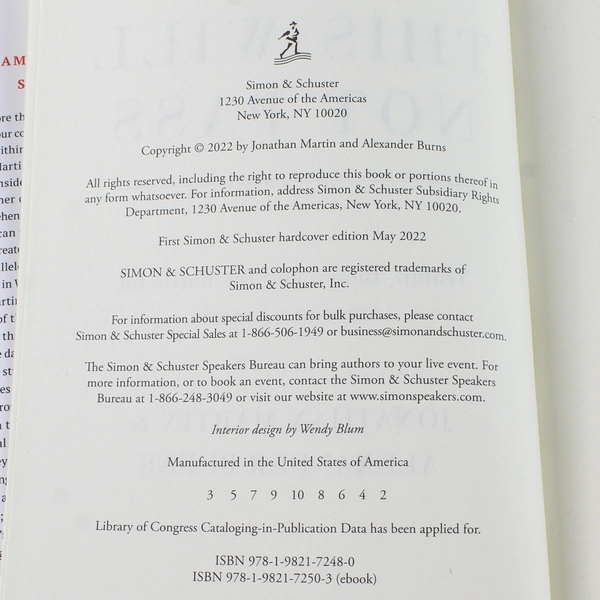 Simon & Schuster
1230 Avenue of the Americas
New York, NY 10020
Copyright © 2022 by Jonathan Martin and Alexander Burns
All rights reserved, including the right to reproduce this book or portions thereof in
any form whatsoever. For information, address Simon & Schuster Subsidiary Rights
Department, 1230 Avenue of the Americas, New York, NY 10020.
First Simon & Schuster hardcover edition May 2022
SIMON & SCHUSTER and colophon are registered trademarks of
Simon & Schuster, Inc.
For information about special discounts for bulk purchases, please contact
Simon & Schuster Special Sales at 1-866-506-1949 or business@simonandschuster.com.
The Simon & Schuster Speakers Bureau can bring authors to your live event. For
more information, or to book an event, contact the Simon & Schuster Speakers
Bureau at 1-866-248-3049 or visit our website at www.simonspeakers.com.
Interior design by Wendy Blum
Manufactured in the United States of America
3 5 7 9 10 8 6 4 2
Library of Congress Cataloging-in-Publication Data has been applied for.
ISBN 978-1-9821-7248-0
ISBN 978-1-9821-7250-3 (ebook)